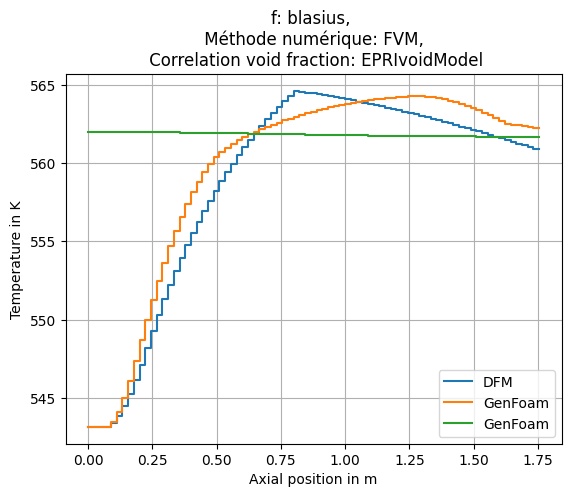 f: blasius,
Méthode numérique: FVM,
Correlation void fraction: EPRIvoidModel
565
560
555
550
545
Temperature in K
DFM
GenFoam
GenFoam
0.00 0.25 0.50 0.75 1.00 1.25 1.50 1.75
Axial position in m